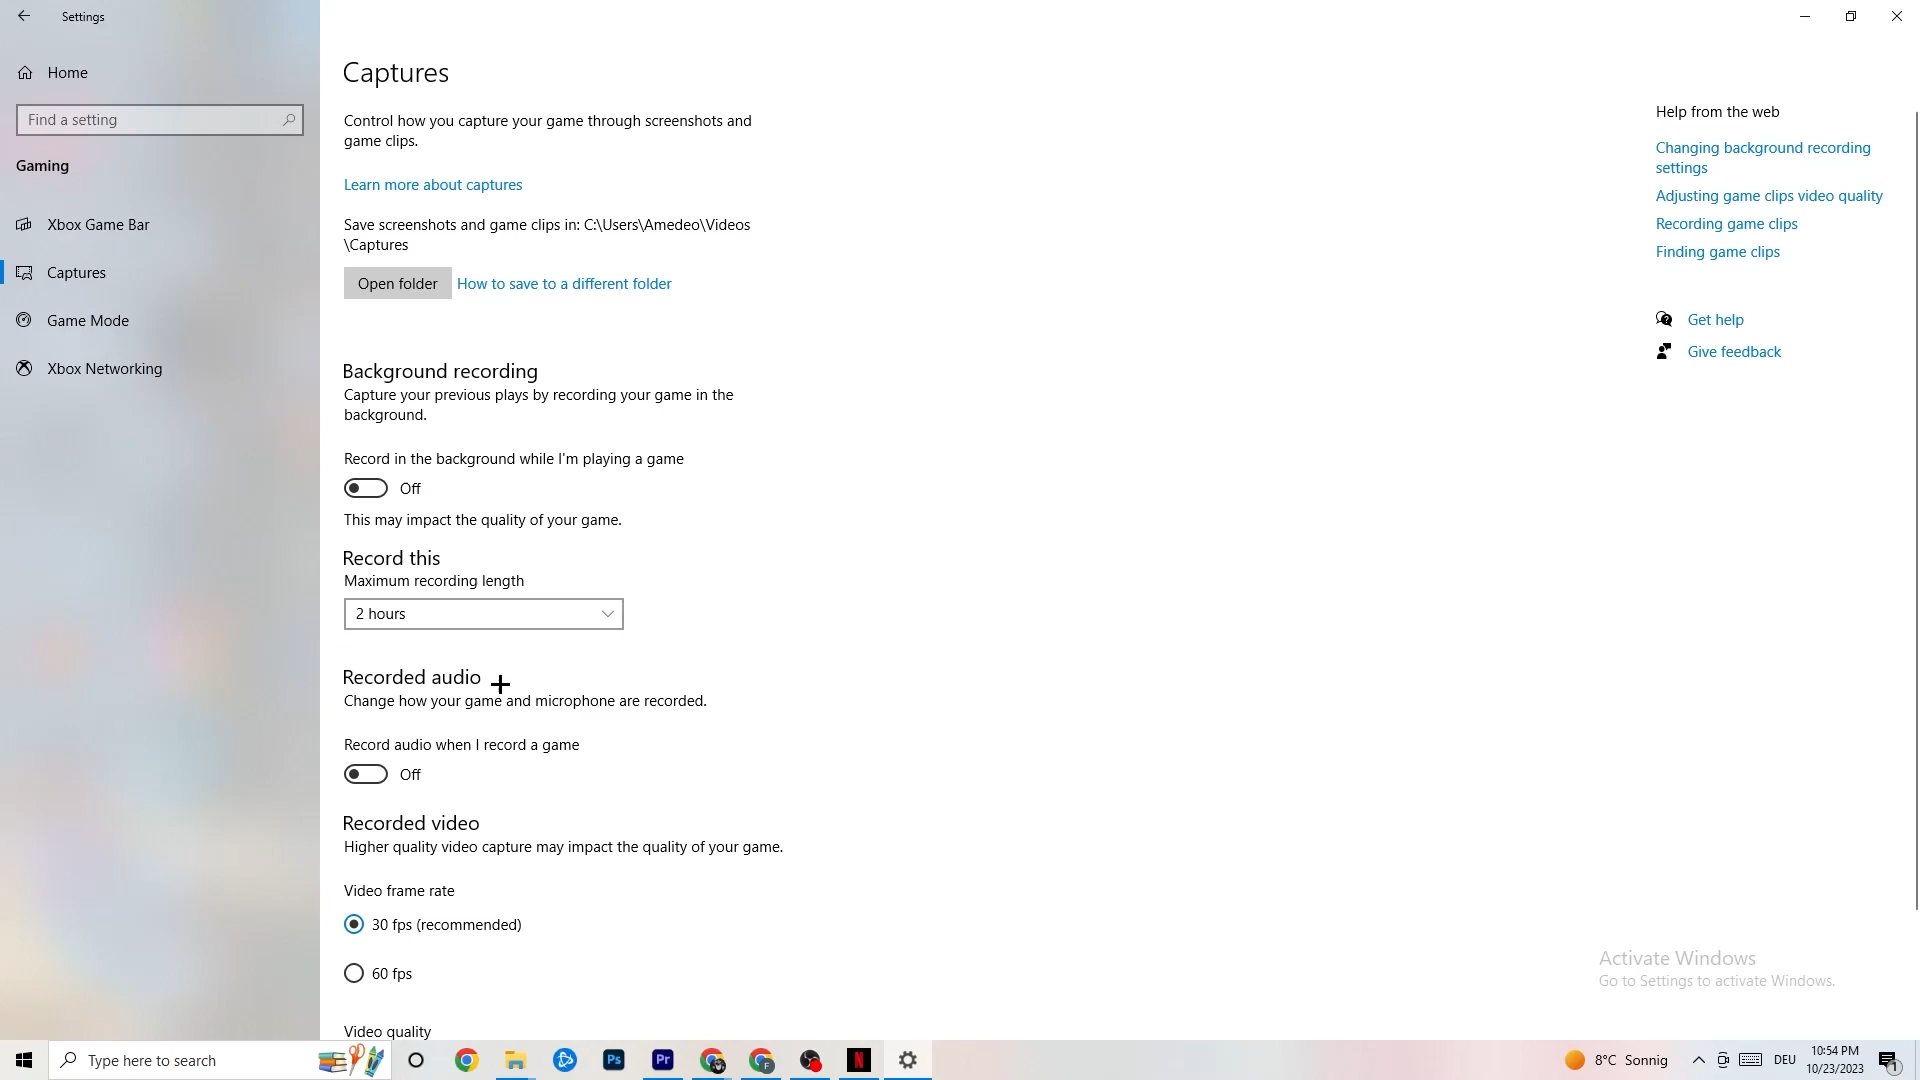 Settings
Home
Find a setting
Gaming
Xbox Game Bar
Captures
Game Mode
Xbox Networking
Captures
Control how you capture your game through screenshots and
game clips.
Learn more about captures
Save screenshots and game clips in: C:\Users\Amedeo\Videos
\Captures
Open folder
How to save to a different folder
Background recording
Capture your previous plays by recording your game in the
background.
Record in the background while I'm playing a game
Off
This may impact the quality of your game.
Record this
Maximum recording length
2 hours
Recorded audio
Change how your game and microphone are recorded.
Record audio when I record a game
Off
Recorded video
Higher quality video capture may impact the quality of your game.
Video frame rate
30 fps (recommended)
60 fps
Video quality
Help from the web
Changing background recording
settings
Adjusting game clips video quality
Recording game clips
Finding game clips
Get help
Give feedback
Activate Windows
Go to Settings to activate Windows.
Type here to search
Ps
Pr
F
N
8°C Sonnig
DEU
10:54 PM
10/23/2023
1